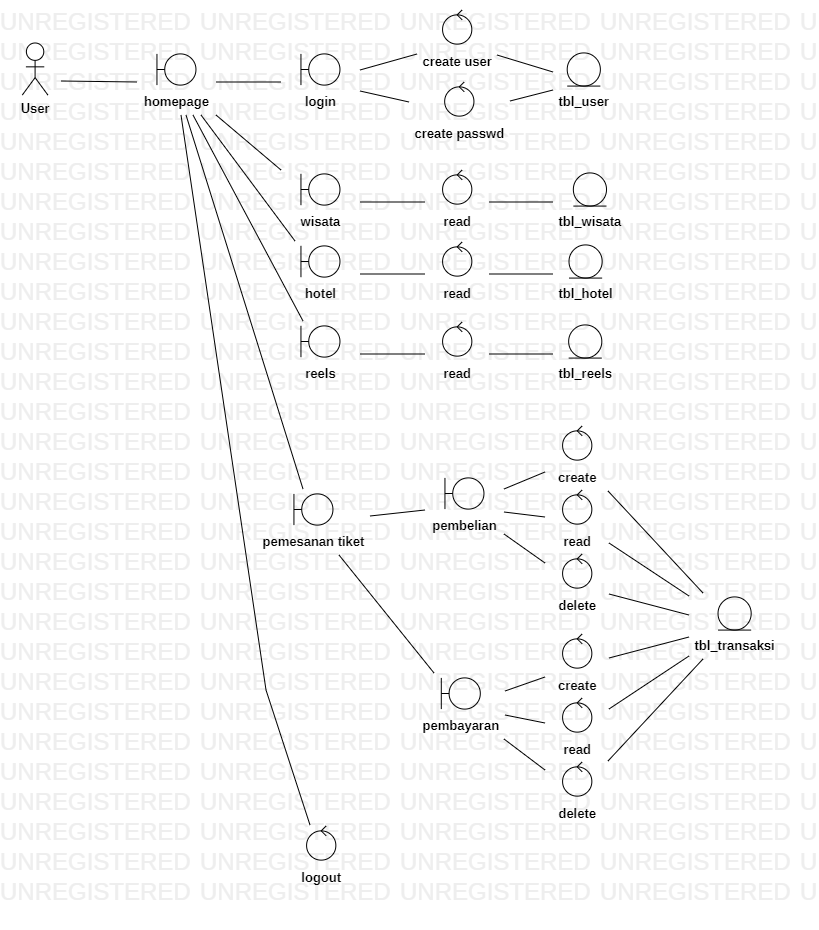 create user
User
homepage
login
tbl_user
create passwd
wisata
read
tbl_wisata
hotel
read
tbl_hotel
reels
read
tbl_reels
create
pembelian
pemesanan tiket
read
delete
tbl_transaksi
create
pembayaran
read
delete
logout
UNREGISTERED